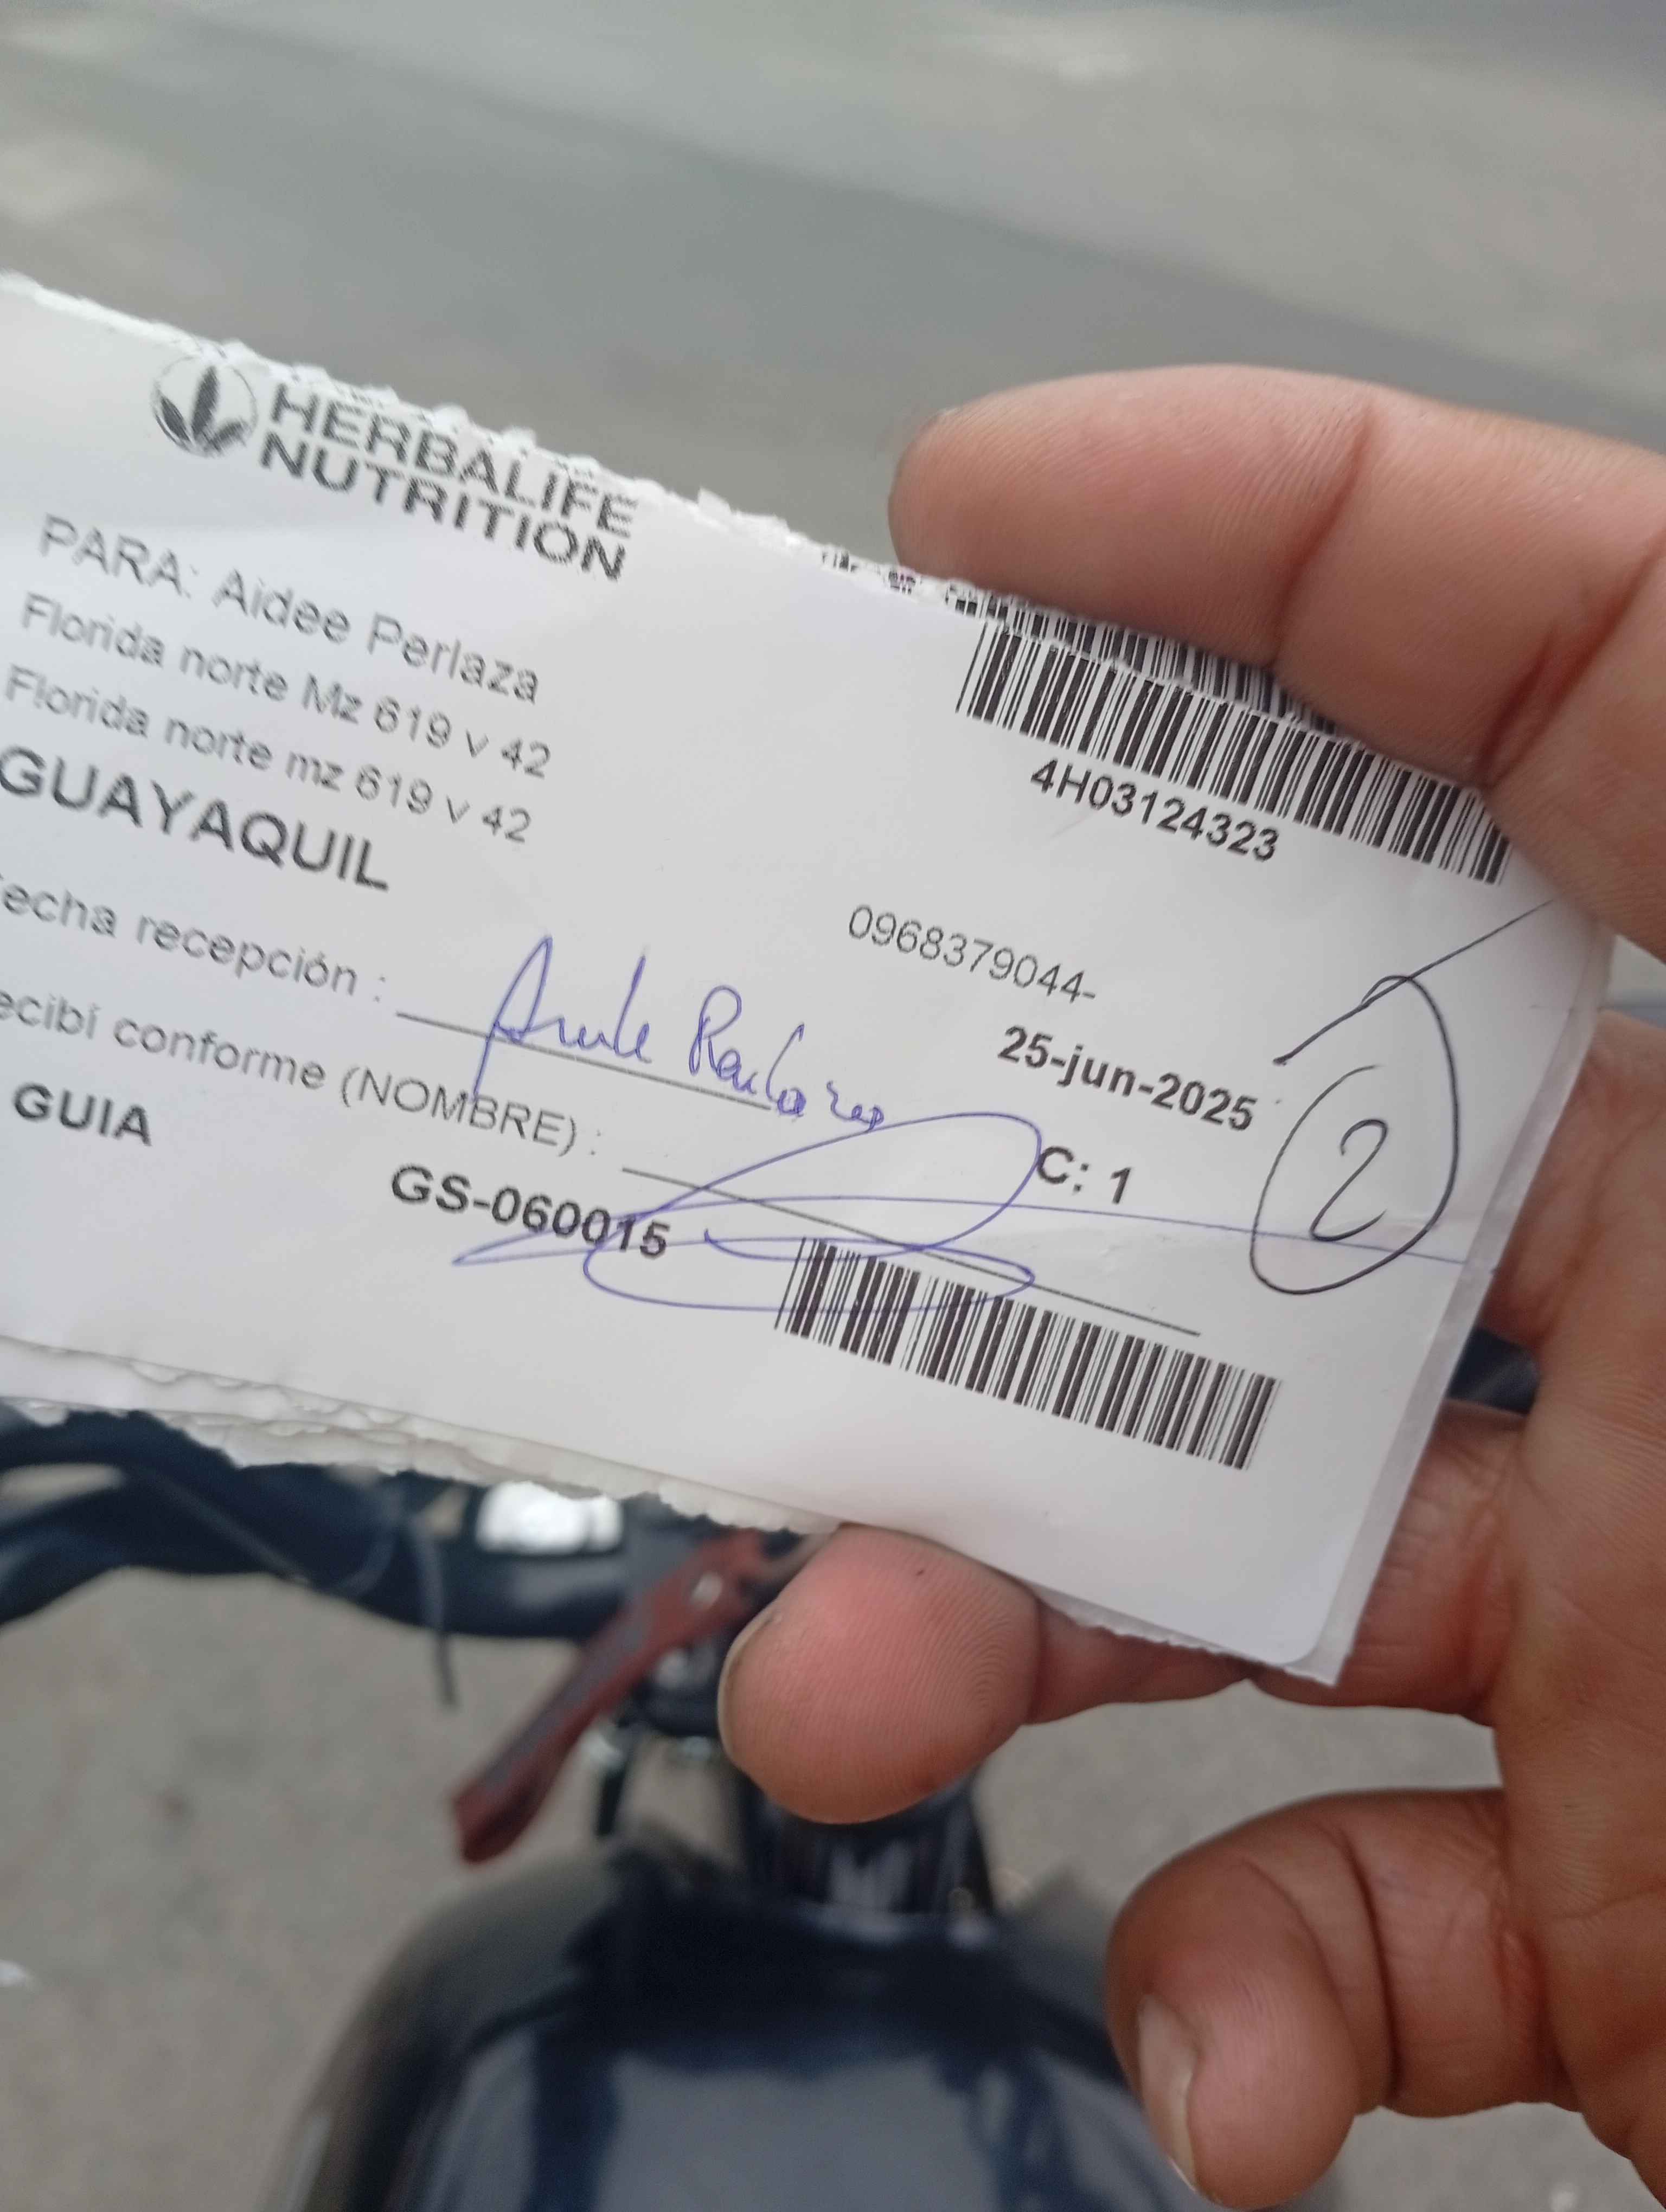 HERBALIFE
NUTRITION
PARA: Aidee Perlaza
Florida norte Mz 619 v 42
Florida norte mz 619 v 42
GUAYAQUIL
4H03124323
0968379044-
echa recepción :
25-jun-2025
ecibí conforme (NOMBRE) :
C: 1
2
GUIA
GS-060015